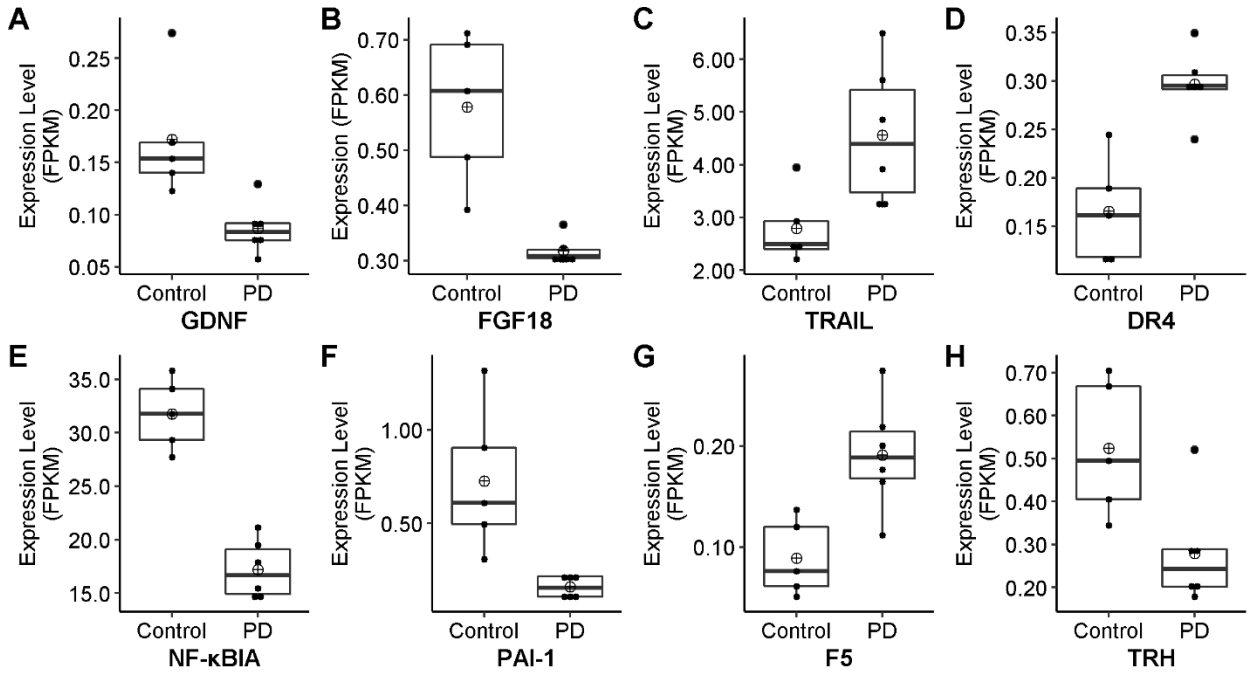 A
Expression Level
(FPKM)
0.25
0.20
0.15
0.10
0.05
Control PD
GDNF
B
Expression (FPKM)
0.70
0.60
0.50
0.40
0.30
Control PD
FGF18
C
Expression Level
(FPKM)
6.00
5.00
4.00
3.00
2.00
Control PD
TRAIL
D
Expression Level
(FPKM)
0.35
0.30
0.25
0.20
0.15
Control PD
DR4
E
Expression Level
(FPKM)
35.0
30.0
25.0
20.0
15.0
Control PD
NF-κBIA
F
Expression Level
(FPKM)
1.00
0.50
Control PD
PAI-1
G
Expression Level
(FPKM)
0.20
0.10
Control PD
F5
H
Expression Level
(FPKM)
0.70
0.60
0.50
0.40
0.30
0.20
Control PD
TRH